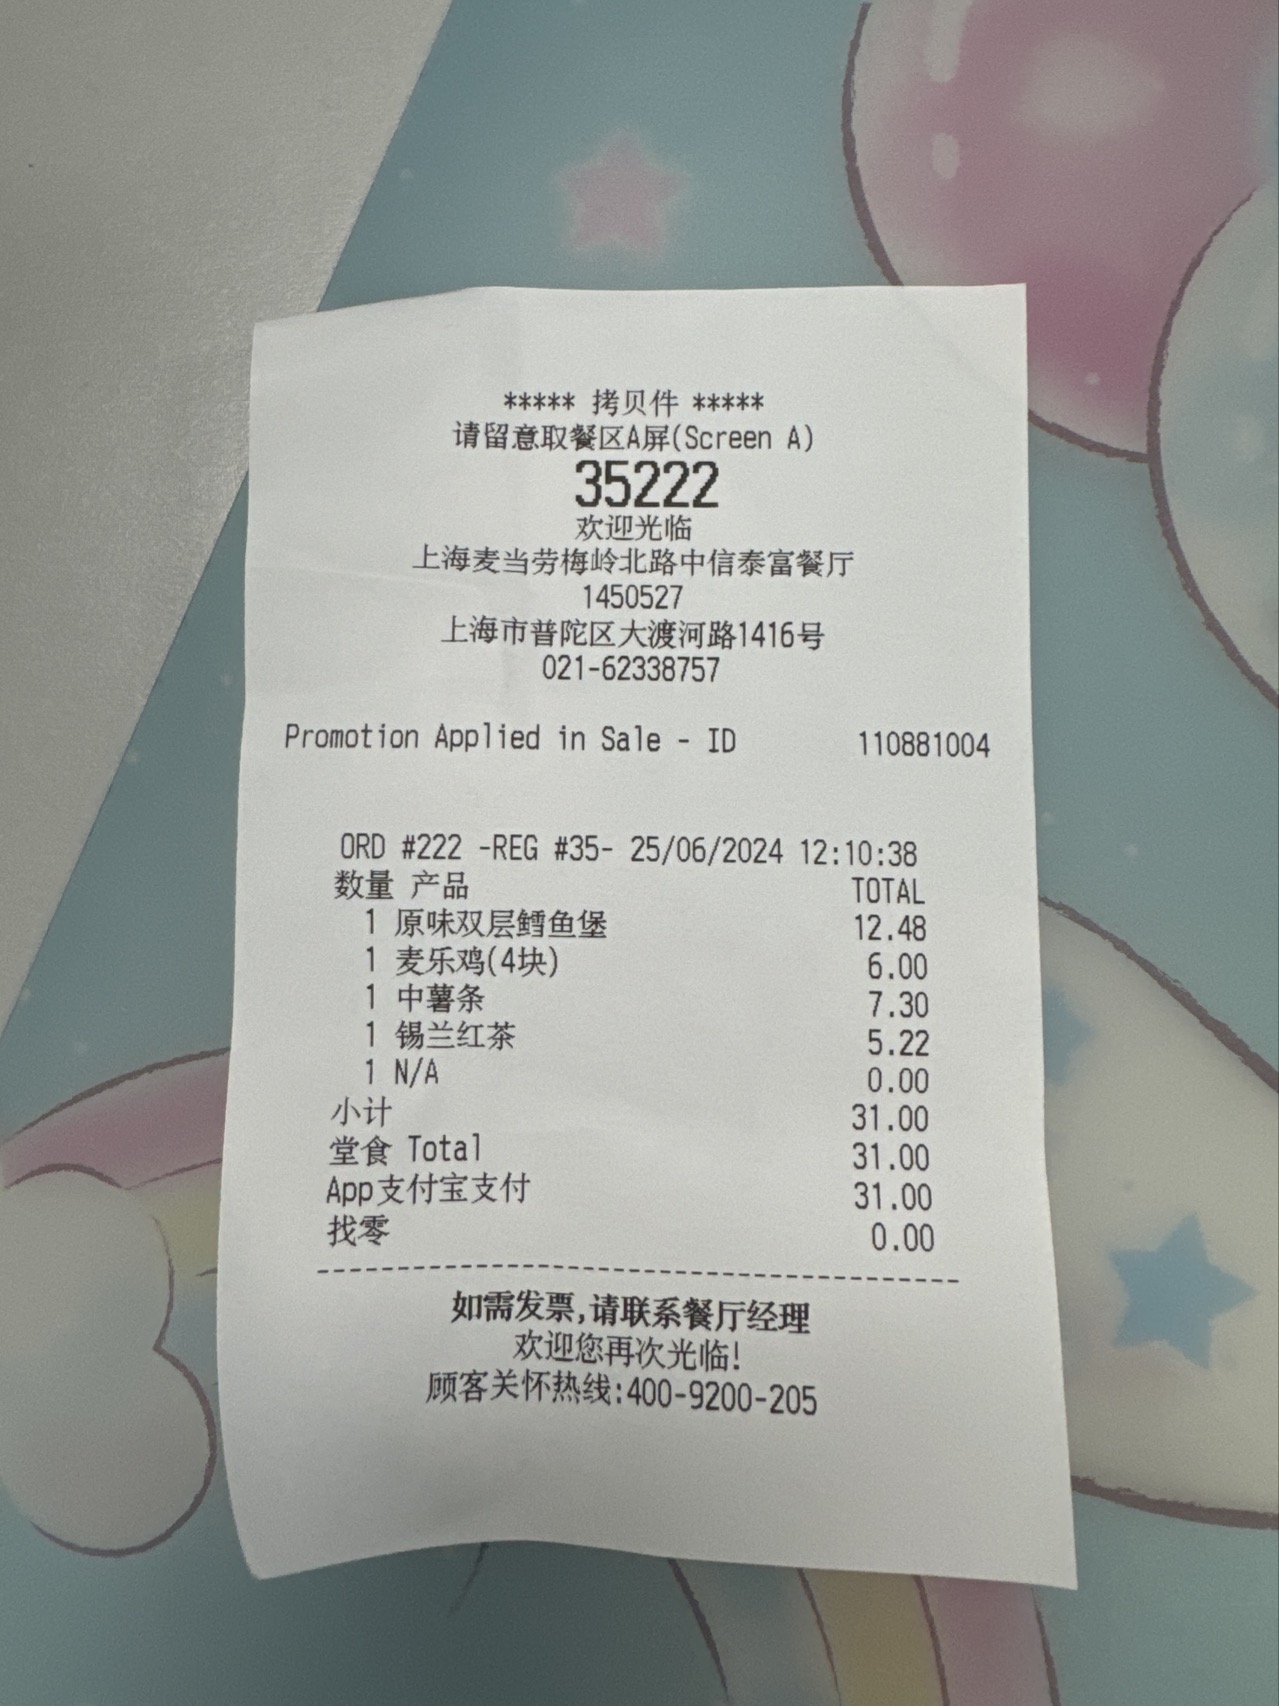 ***** 拷贝件 *****
请留意取餐区A屏(Screen A)
35222
欢迎光临
上海麦当劳梅岭北路中信泰富餐厅
1450527
上海市普陀区大渡河路1416号
021-62338757
Promotion Applied in Sale - ID 110881004
ORD #222 -REG #35- 25/06/2024 12:10:38
数量 产品 TOTAL
1 原味双层鳕鱼堡 12.48
1 麦乐鸡(4块) 6.00
1 中薯条 7.30
1 锡兰红茶 5.22
1 N/A 0.00
小计 31.00
堂食 Total 31.00
App支付宝支付 31.00
找零 0.00
------------------------------------------
如需发票,请联系餐厅经理
欢迎您再次光临!
顾客关怀热线:400-9200-205